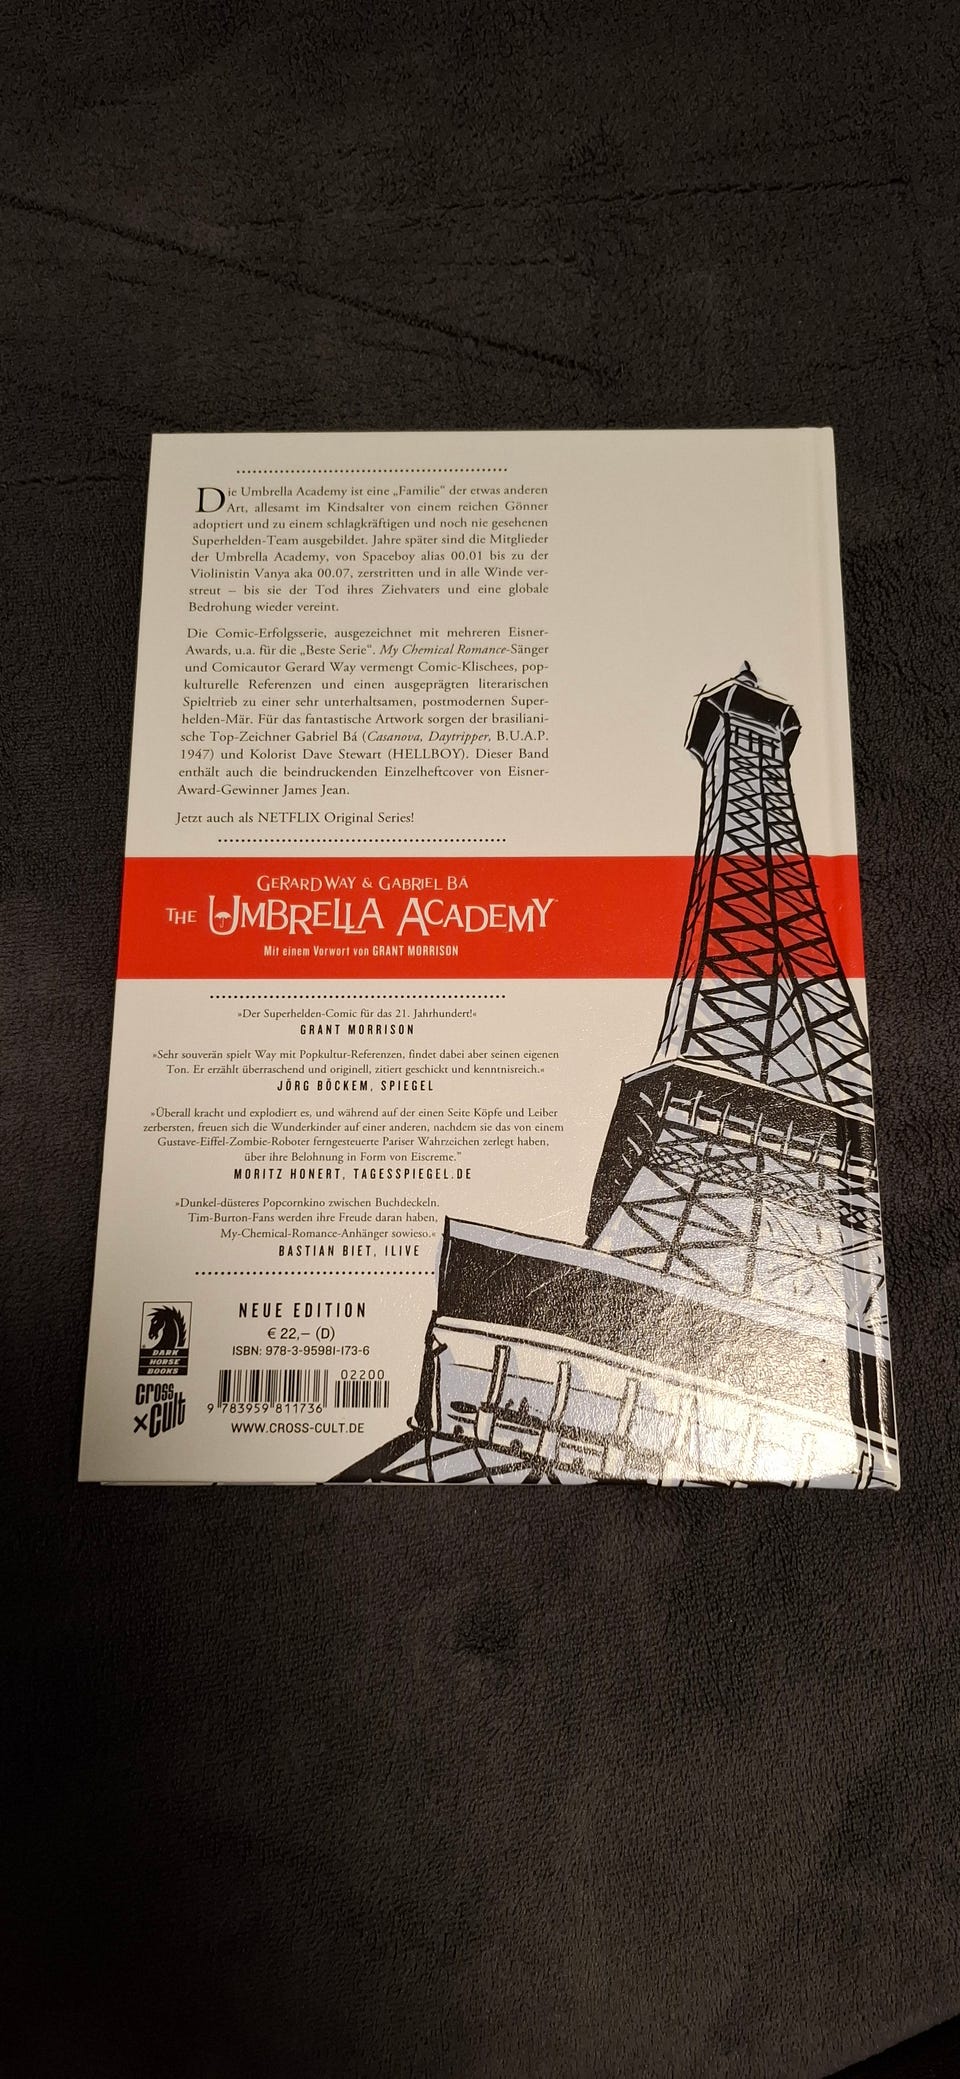 Die Umbrella Academy ist eine „Familie“ der etwas anderen
Art, allesamt im Kindsalter von einem reichen Gönner
adoptiert und zu einem schlagkräftigen und noch nie gesehenen
Superhelden-Team ausgebildet. Jahre später sind die Mitglieder
der Umbrella Academy, von Spaceboy alias 00.01 bis zu der
Violinistin Vanya aka 00.07, zerstritten und in alle Winde ver-
streut – bis sie der Tod ihres Ziehvaters und eine globale
Bedrohung wieder vereint.
Die Comic-Erfolgsserie, ausgezeichnet mit mehreren Eisner-
Awards, u.a. für die „Beste Serie“. My Chemical Romance-Sänger
und Comicautor Gerard Way vermengt Comic-Klischees, pop-
kulturelle Referenzen und einen ausgeprägten literarischen
Spieltrieb zu einer sehr unterhaltsamen, postmodernen Super-
helden-Mär. Für das fantastische Artwork sorgen der brasiliani-
sche Top-Zeichner Gabriel Bá (Casanova, Daytripper, B.U.A.P.
1947) und Kolorist Dave Stewart (HELLBOY). Dieser Band
enthält auch die beindruckenden Einzelheftcover von Eisner-
Award-Gewinner James Jean.
Jetzt auch als NETFLIX Original Series!
GERARD WAY & GABRIEL BÁ
THE UMBRELLA ACADEMY™
Mit einem Vorwort von GRANT MORRISON
»Der Superhelden-Comic für das 21. Jahrhundert!«
GRANT MORRISON
»Sehr souverän spielt Way mit Popkultur-Referenzen, findet dabei aber seinen eigenen
Ton. Er erzählt überraschend und originell, zitiert geschickt und kenntnisreich.«
JÖRG BÖCKEM, SPIEGEL
»Überall kracht und explodiert es, und während auf der einen Seite Köpfe und Leiber
zerbersten, freuen sich die Wunderkinder auf einer anderen, nachdem sie das von einem
Gustave-Eiffel-Zombie-Roboter ferngesteuerte Pariser Wahrzeichen zerlegt haben,
über ihre Belohnung in Form von Eiscreme.”
MORITZ HONERT, TAGESSPIEGEL.DE
»Dunkel-düsteres Popcornkino zwischen Buchdeckeln.
Tim-Burton-Fans werden ihre Freude daran haben,
My-Chemical-Romance-Anhänger sowieso.«
BASTIAN BIET, ILIVE
DARK
HORSE
BOOKS
cross
×cult
NEUE EDITION
€ 22,– (D)
ISBN: 978-3-95981-173-6
02200
9 783959 811736
WWW.CROSS-CULT.DE